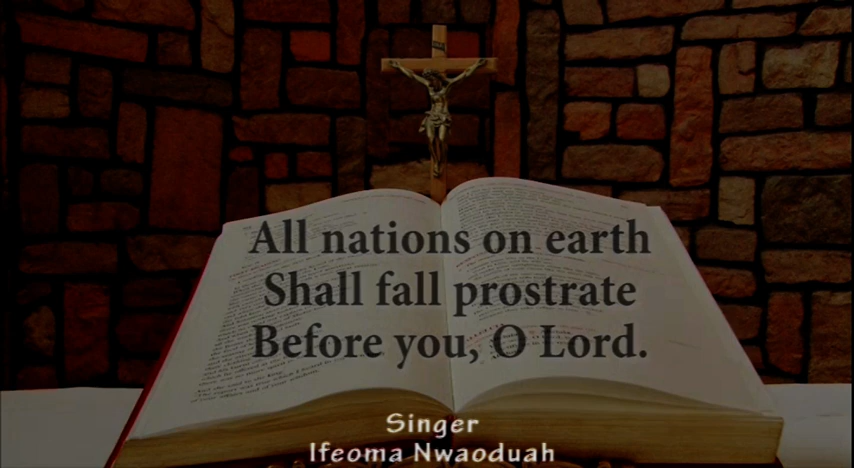 All nations on earth
Shall fall prostrate
Before you, O Lord.
Singer
Ifeoma Nwaoduah